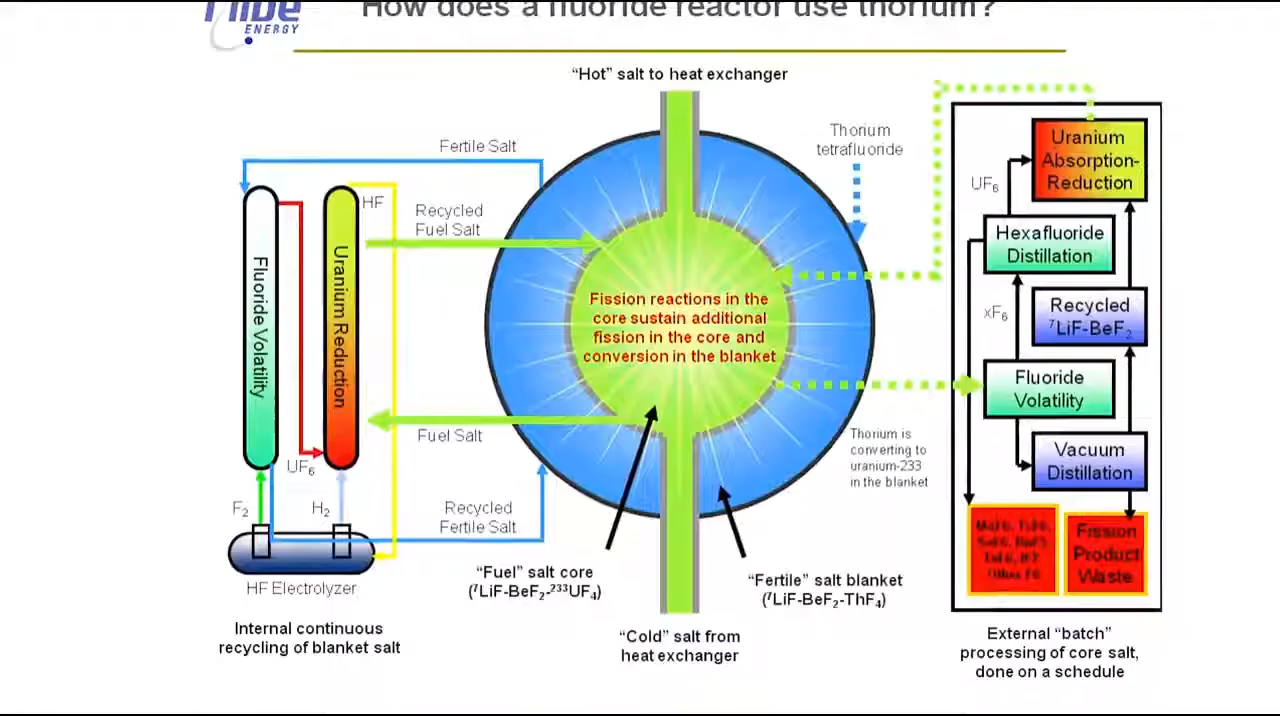 ENERGY
How does a fluoride reactor use thorium?
"Hot" salt to heat exchanger
Fertile Salt
Thorium
tetrafluoride
Uranium
Absorption-
Reduction
UF6
HF
Recycled
Fuel Salt
Hexafluoride
Distillation
Fluoride Volatility
Uranium Reduction
Fission reactions in the
core sustain additional
fission in the core and
conversion in the blanket
xF6
Recycled
7LiF-BeF2
Fluoride
Volatility
Fuel Salt
Thorium is
converting to
uranium-233
in the blanket
Vacuum
Distillation
UF6
F2
H2
Recycled
Fertile Salt
Fission
Product
Waste
HF Electrolyzer
"Fuel" salt core
(7LiF-BeF2-233UF4)
"Fertile" salt blanket
(7LiF-BeF2-ThF4)
Internal continuous
recycling of blanket salt
"Cold" salt from
heat exchanger
External "batch"
processing of core salt,
done on a schedule